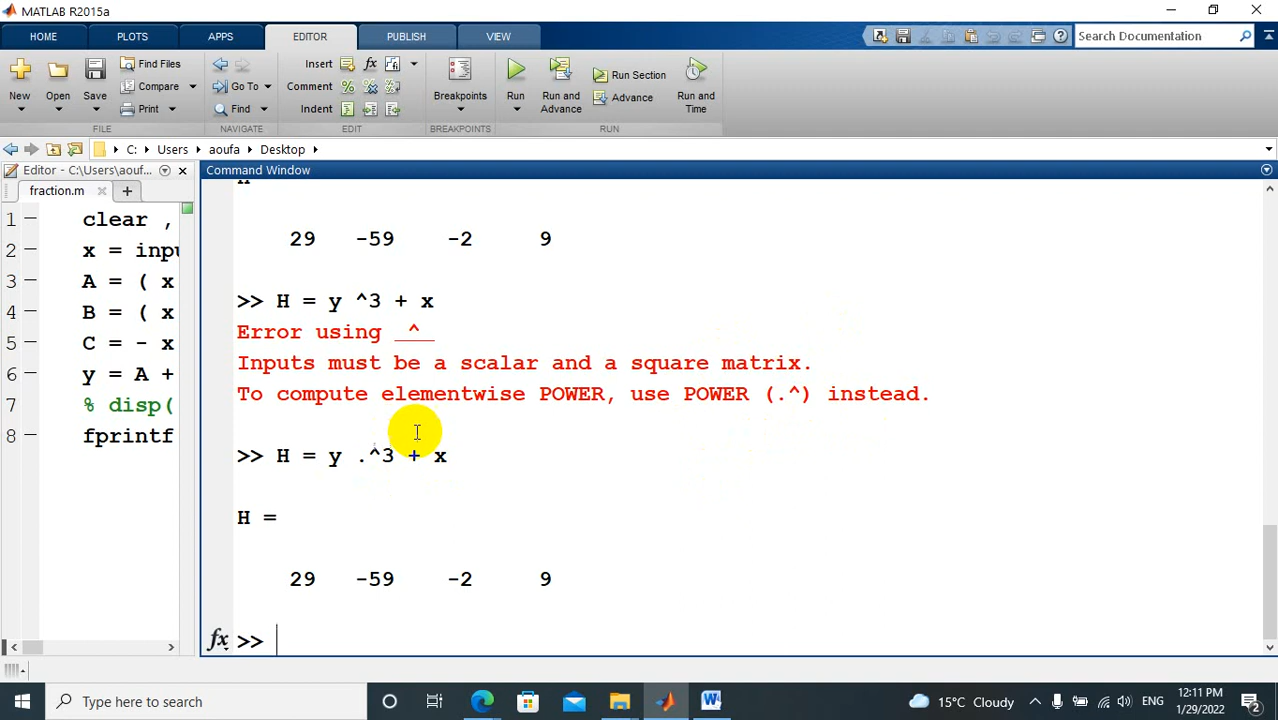 MATLAB R2015a
HOME PLOTS APPS EDITOR PUBLISH VIEW Search Documentation
New Open Save Find Files Compare Print
Go To Find
Insert fx Comment % Indent
Breakpoints
Run Run and Advance Run Section Advance Run and Time
FILE NAVIGATE EDIT BREAKPOINTS RUN
C: Users aoufa Desktop
Editor - C:\Users\aouf...
fraction.m
1 clear ,
2 x = inpu
3 A = ( x
4 B = ( x
5 C = - x
6 y = A +
7 % disp(
8 fprintf
Command Window
29 -59 -2 9
>> H = y ^3 + x
Error using ^
Inputs must be a scalar and a square matrix.
To compute elementwise POWER, use POWER (.^) instead.
>> H = y .^3 + x
H =
29 -59 -2 9
fx >>
Type here to search
15°C Cloudy ENG 12:11 PM
1/29/2022 2